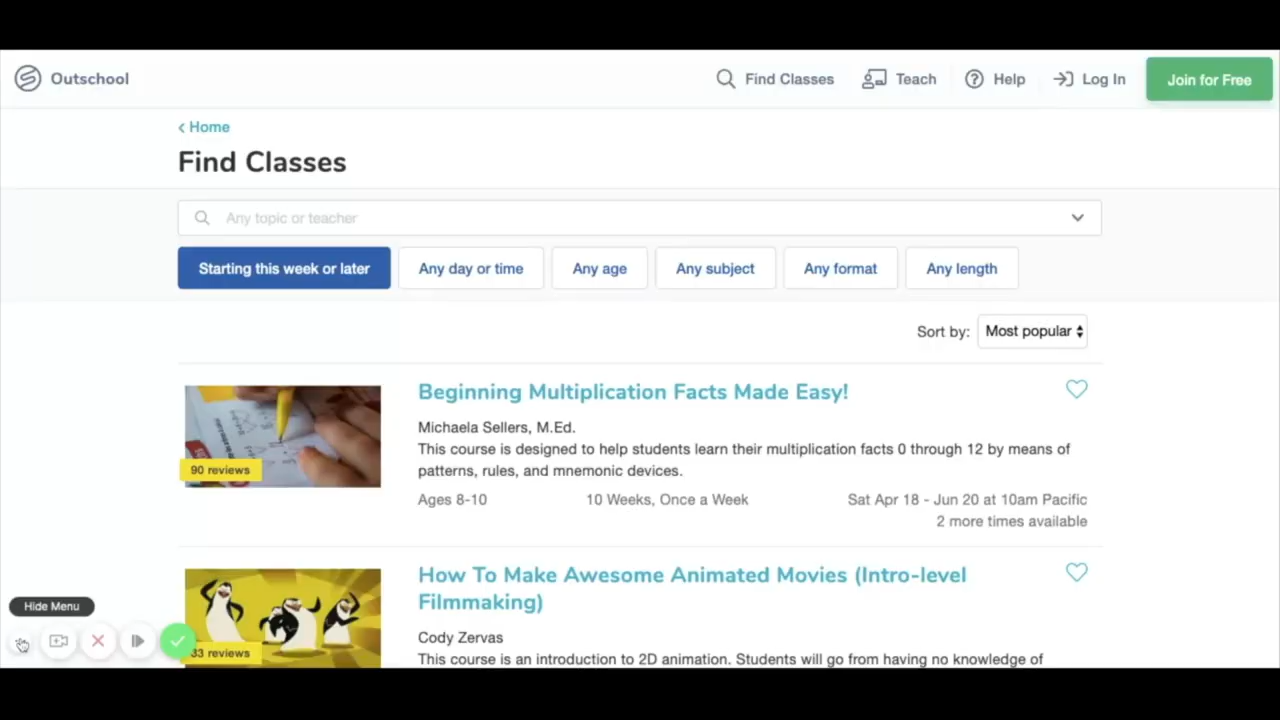 Outschool
Find Classes
Teach
Help
Log In
Join for Free
Home
Find Classes
Any topic or teacher
Starting this week or later
Any day or time
Any age
Any subject
Any format
Any length
Sort by:
Most popular
Beginning Multiplication Facts Made Easy!
Michaela Sellers, M.Ed.
This course is designed to help students learn their multiplication facts 0 through 12 by means of
patterns, rules, and mnemonic devices.
90 reviews
Ages 8-10
10 Weeks, Once a Week
Sat Apr 18 - Jun 20 at 10am Pacific
2 more times available
How To Make Awesome Animated Movies (Intro-level
Filmmaking)
Hide Menu
Cody Zervas
33 reviews
This course is an introduction to 2D animation. Students will go from having no knowledge of